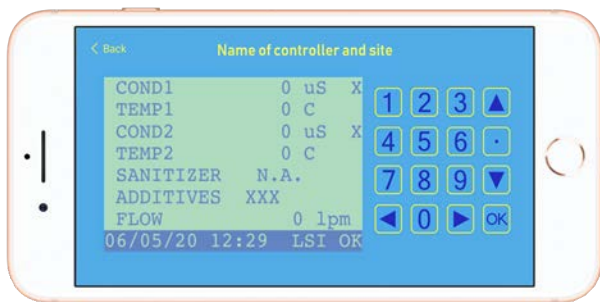 < Back
Name of controller and site
COND1 0 uS X
TEMP1 0 C
COND2 0 uS X
TEMP2 0 C
SANITIZER N.A.
ADDITIVES XXX
FLOW 0 lpm
06/05/20 12:29 LSI OK
1 2 3 ▲
4 5 6 ·
7 8 9 ▼
◀ 0 ▶ OK